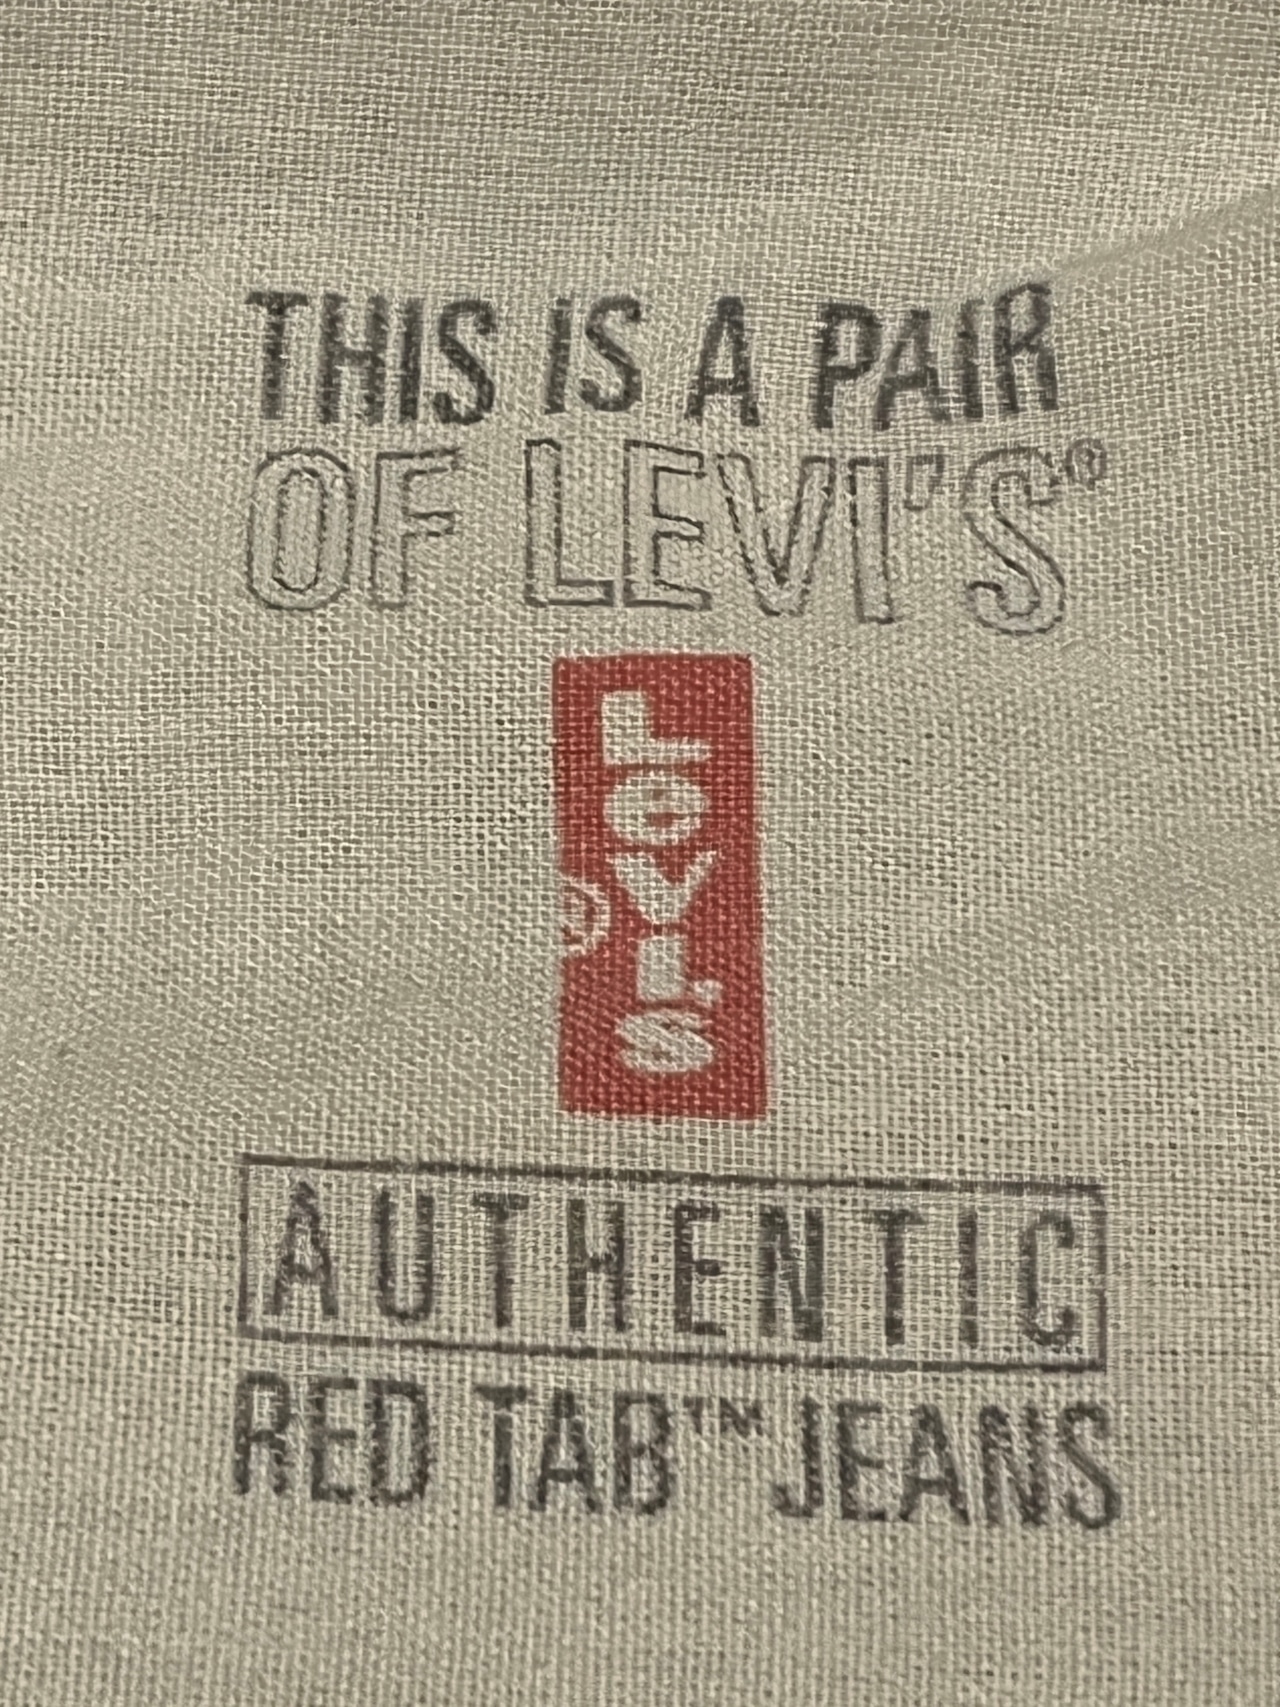 THIS IS A PAIR
OF LEVI'S®
LEVI'S
®
AUTHENTIC
RED TAB™ JEANS